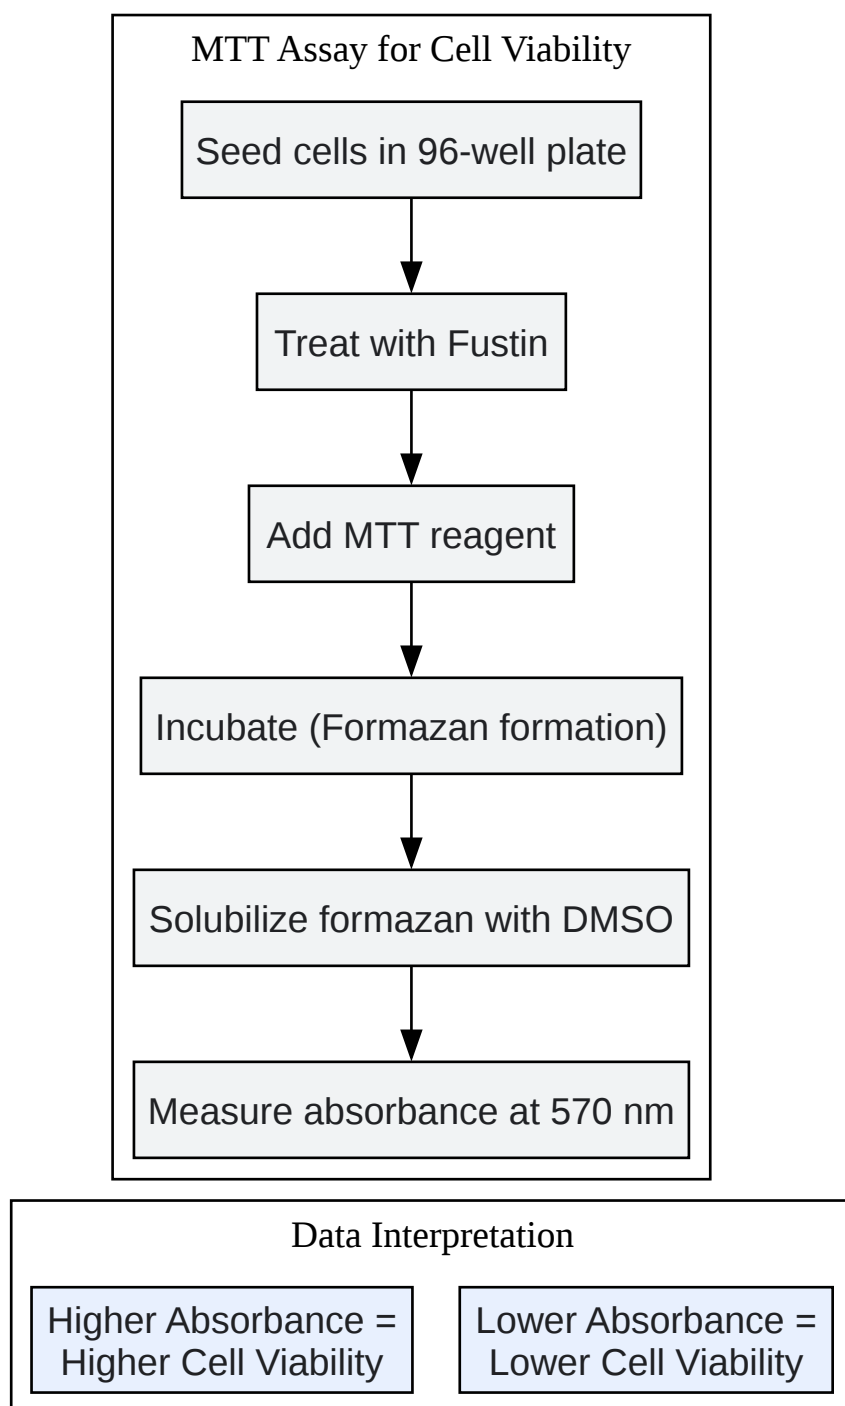 MTT Assay for Cell Viability
Seed cells in 96-well plate
Treat with Fustin
Add MTT reagent
Incubate (Formazan formation)
Solubilize formazan with DMSO
Measure absorbance at 570 nm
Data Interpretation
Higher Absorbance =
Higher Cell Viability
Lower Absorbance =
Lower Cell Viability